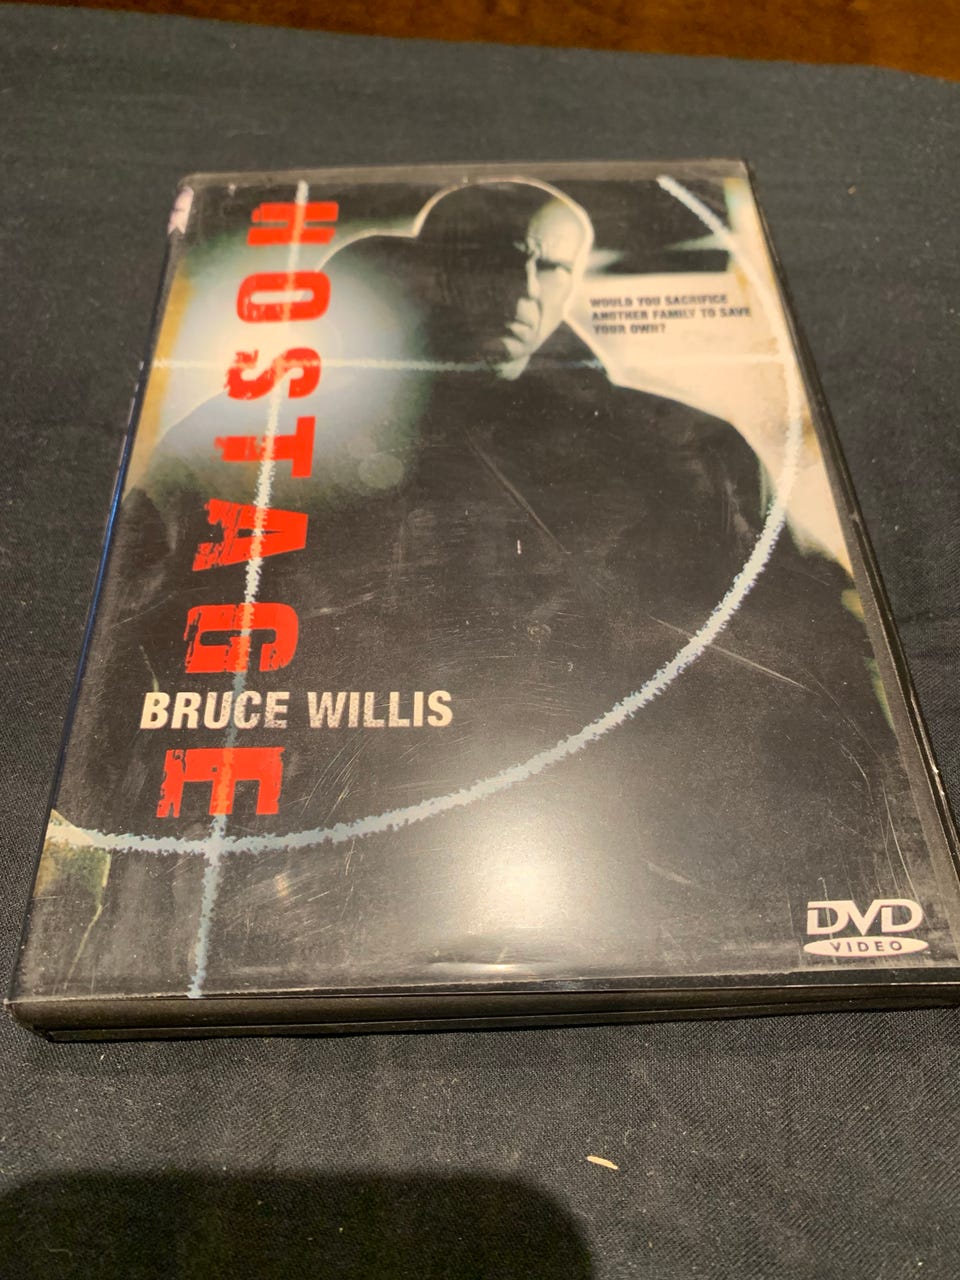 HOSTAGE
WOULD YOU SACRIFICE
ANOTHER FAMILY TO SAVE
YOUR OWN?
BRUCE WILLIS
DVD
VIDEO